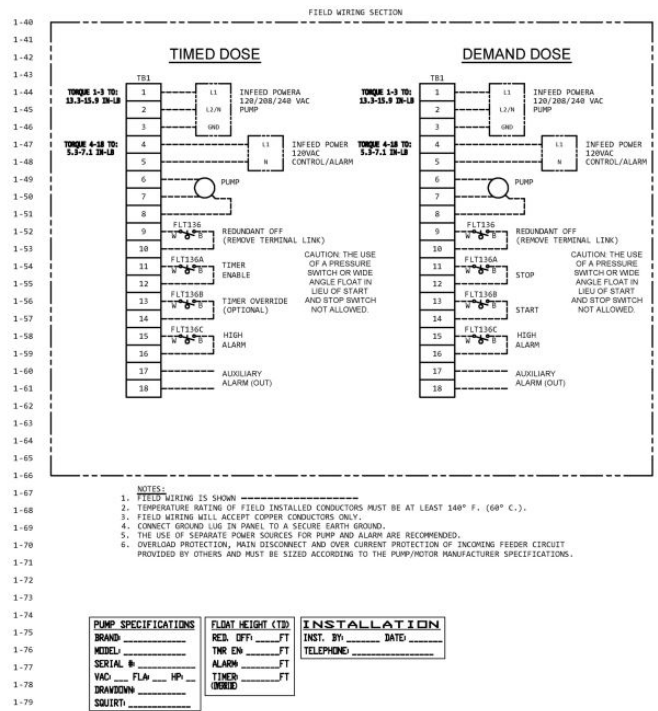 FIELD WIRING SECTION
1-40
1-41
1-42
1-43
1-44
1-45
1-46
1-47
1-48
1-49
1-50
1-51
1-52
1-53
1-54
1-55
1-56
1-57
1-58
1-59
1-60
1-61
1-62
1-63
1-64
1-65
1-66
1-67
1-68
1-69
1-70
1-71
1-72
1-73
1-74
1-75
1-76
1-77
1-78
1-79
TIMED DOSE
TB1
TORQUE 1-3 TO:
13.3-15.9 IN-LB
TORQUE 4-18 TO:
5.3-7.1 IN-LB
1
2
3
4
5
6
7
8
9
10
11
12
13
14
15
16
17
18
L1
L2/N
GND
INFEED POWERA
120/208/240 VAC
PUMP
L1
N
INFEED POWER
120VAC
CONTROL/ALARM
PUMP
FLT136
W B
REDUNDANT OFF
(REMOVE TERMINAL LINK)
FLT136A
W B
TIMER
ENABLE
FLT136B
W B
TIMER OVERRIDE
(OPTIONAL)
FLT136C
W B
HIGH
ALARM
AUXILIARY
ALARM (OUT)
CAUTION: THE USE
OF A PRESSURE
SWITCH OR WIDE
ANGLE FLOAT IN
LIEU OF START
AND STOP SWITCH
NOT ALLOWED.
DEMAND DOSE
TB1
TORQUE 1-3 TO:
13.3-15.9 IN-LB
TORQUE 4-18 TO:
5.3-7.1 IN-LB
1
2
3
4
5
6
7
8
9
10
11
12
13
14
15
16
17
18
L1
L2/N
GND
INFEED POWERA
120/208/240 VAC
PUMP
L1
N
INFEED POWER
120VAC
CONTROL/ALARM
PUMP
FLT136
W B
REDUNDANT OFF
(REMOVE TERMINAL LINK)
FLT136A
W B
STOP
FLT136B
W B
START
FLT136C
W B
HIGH
ALARM
AUXILIARY
ALARM (OUT)
CAUTION: THE USE
OF A PRESSURE
SWITCH OR WIDE
ANGLE FLOAT IN
LIEU OF START
AND STOP SWITCH
NOT ALLOWED.
NOTES:
1. FIELD WIRING IS SHOWN
2. TEMPERATURE RATING OF FIELD INSTALLED CONDUCTORS MUST BE AT LEAST 140° F. (60° C.).
3. FIELD WIRING WILL ACCEPT COPPER CONDUCTORS ONLY.
4. CONNECT GROUND LUG IN PANEL TO A SECURE EARTH GROUND.
5. THE USE OF SEPARATE POWER SOURCES FOR PUMP AND ALARM ARE RECOMMENDED.
6. OVERLOAD PROTECTION, MAIN DISCONNECT AND OVER CURRENT PROTECTION OF INCOMING FEEDER CIRCUIT
PROVIDED BY OTHERS AND MUST BE SIZED ACCORDING TO THE PUMP/MOTOR MANUFACTURER SPECIFICATIONS.
PUMP SPECIFICATIONS
BRAND: ____________
MODEL: ____________
SERIAL #: ____________
VAC: ___ FLA: ___ HP: __
DRAWDOWN: ____________
SQUIRT: ____________
FLOAT HEIGHT (TD)
RED. OFF: _____FT
TMR EN: _____FT
ALARM: _____FT
TIMER: _____FT
(OVERRIDE)
INSTALLATION
INST. BY: _______ DATE: _______
TELEPHONE: ________________